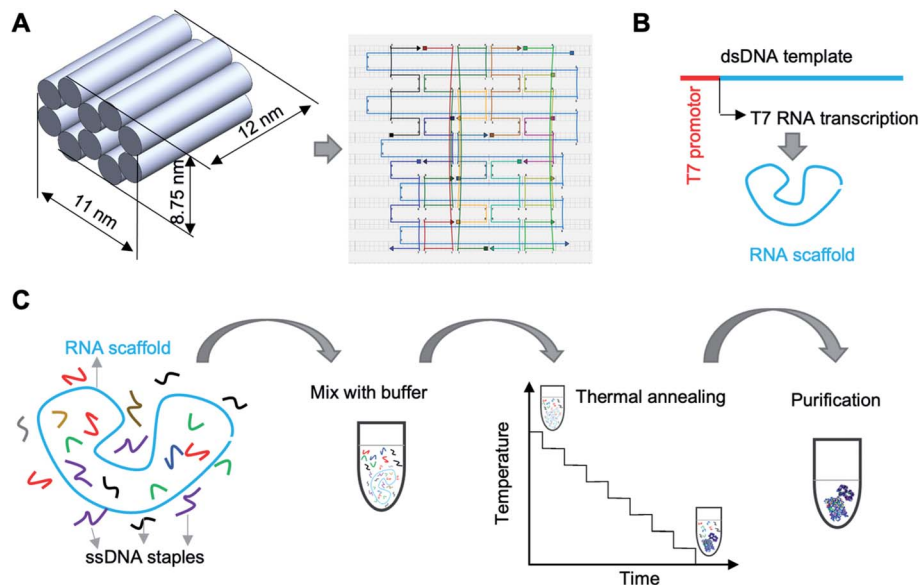 A
12 nm
8.75 nm
11 nm
B
dsDNA template
T7 promotor
T7 RNA transcription
RNA scaffold
C
RNA scaffold
ssDNA staples
Mix with buffer
Thermal annealing
Temperature
Time
Purification